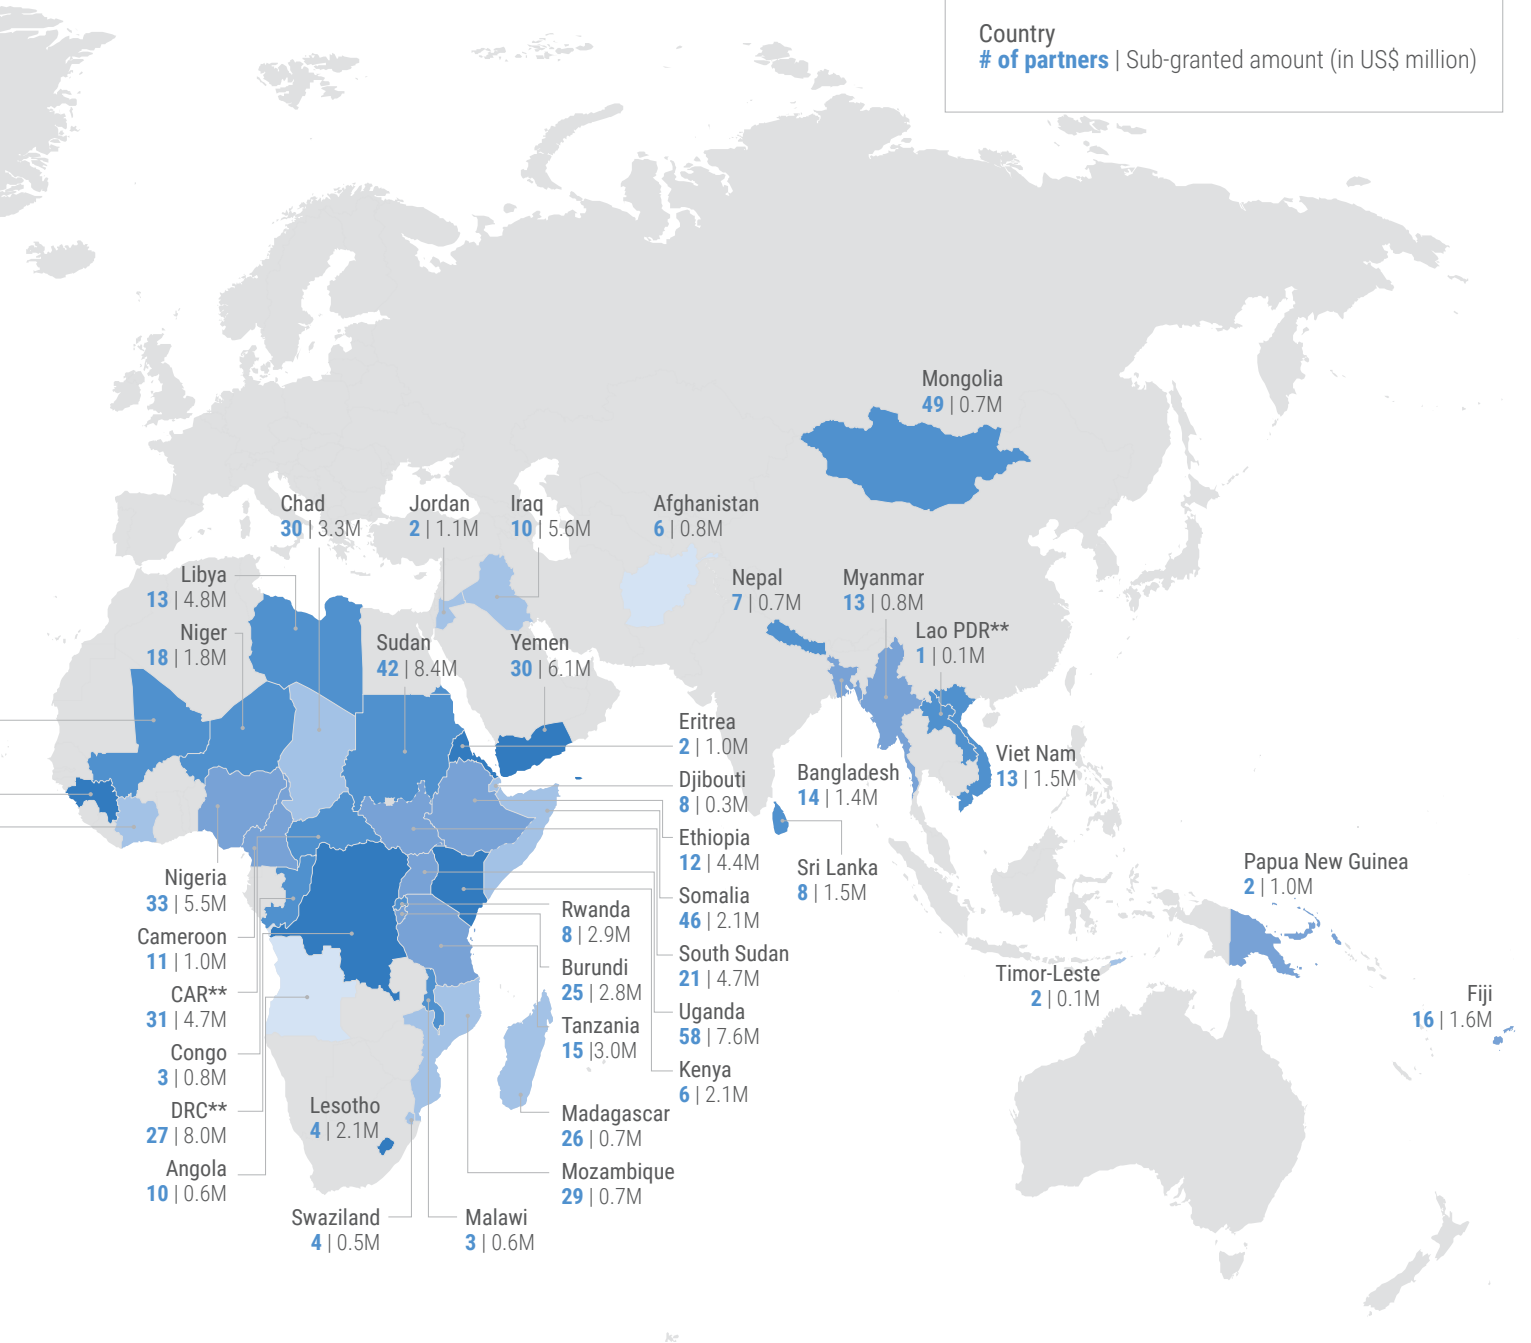 Country
# of partners | Sub-granted amount (in US$ million)
Mongolia
49 | 0.7M
Chad
30 | 3.3M
Jordan
2 | 1.1M
Iraq
10 | 5.6M
Afghanistan
6 | 0.8M
Libya
13 | 4.8M
Nepal
7 | 0.7M
Myanmar
13 | 0.8M
Niger
18 | 1.8M
Sudan
42 | 8.4M
Yemen
30 | 6.1M
Lao PDR**
1 | 0.1M
Eritrea
2 | 1.0M
Djibouti
8 | 0.3M
Bangladesh
14 | 1.4M
Viet Nam
13 | 1.5M
Ethiopia
12 | 4.4M
Sri Lanka
8 | 1.5M
Papua New Guinea
2 | 1.0M
Nigeria
33 | 5.5M
Somalia
46 | 2.1M
Rwanda
8 | 2.9M
Cameroon
11 | 1.0M
South Sudan
21 | 4.7M
Burundi
25 | 2.8M
Timor-Leste
2 | 0.1M
CAR**
31 | 4.7M
Fiji
16 | 1.6M
Uganda
58 | 7.6M
Tanzania
15 |3.0M
Congo
3 | 0.8M
Kenya
6 | 2.1M
DRC**
27 | 8.0M
Lesotho
4 | 2.1M
Madagascar
26 | 0.7M
Angola
10 | 0.6M
Mozambique
29 | 0.7M
Swaziland
4 | 0.5M
Malawi
3 | 0.6M